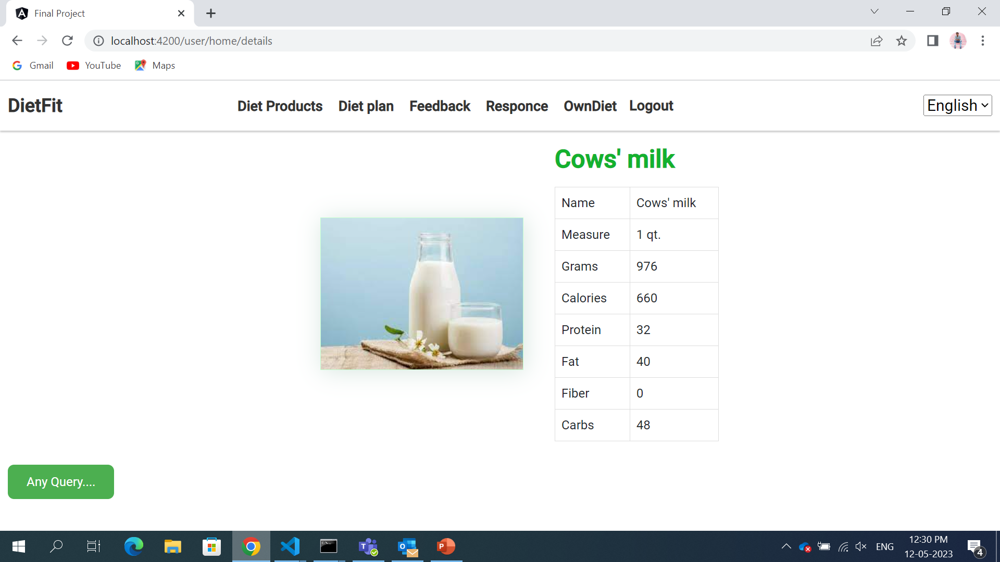 Final Project
localhost:4200/user/home/details
Gmail YouTube Maps
DietFit Diet Products Diet plan Feedback Responce OwnDiet Logout English
Cows' milk
Name Cows' milk
Measure 1 qt.
Grams 976
Calories 660
Protein 32
Fat 40
Fiber 0
Carbs 48
Any Query....
ENG 12:30 PM
12-05-2023 4